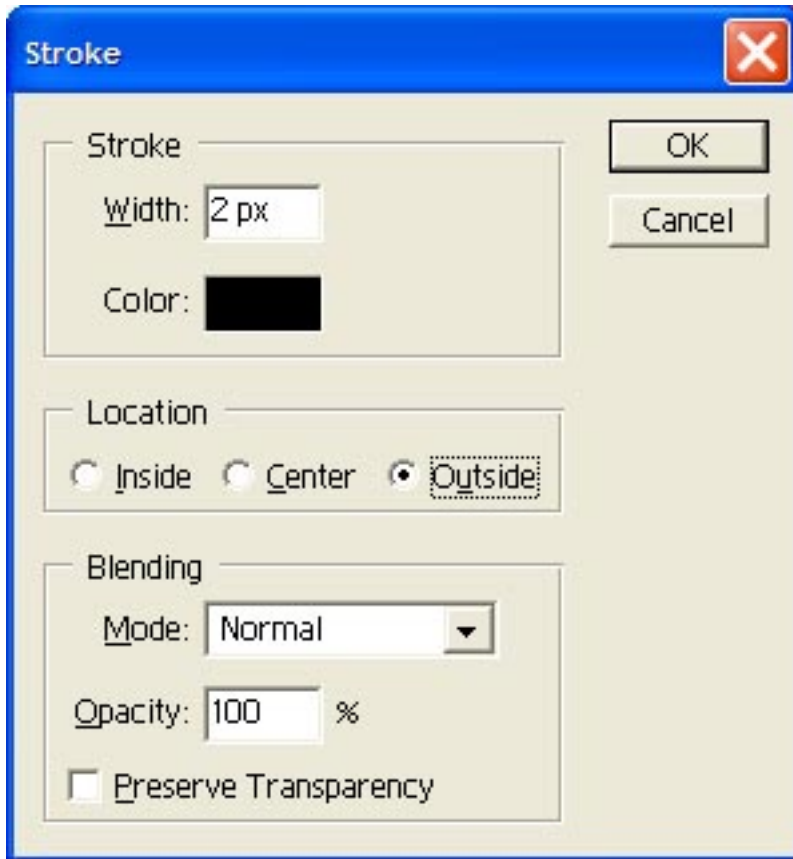 Stroke
Stroke
OK
Width: 2 px
Cancel
Color:
Location
Inside Center Outside
Blending
Mode: Normal
Opacity: 100 %
Preserve Transparency